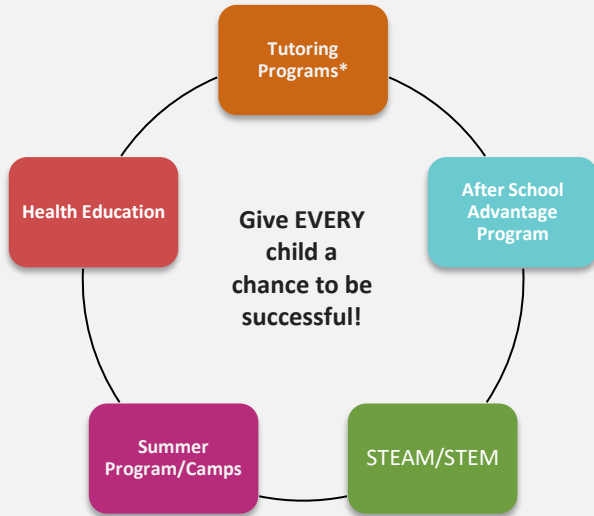 Tutoring
Programs*
After School
Advantage
Program
Health Education
Give EVERY
child a
chance to be
successful!
STEAM/STEM
Summer
Program/Camps